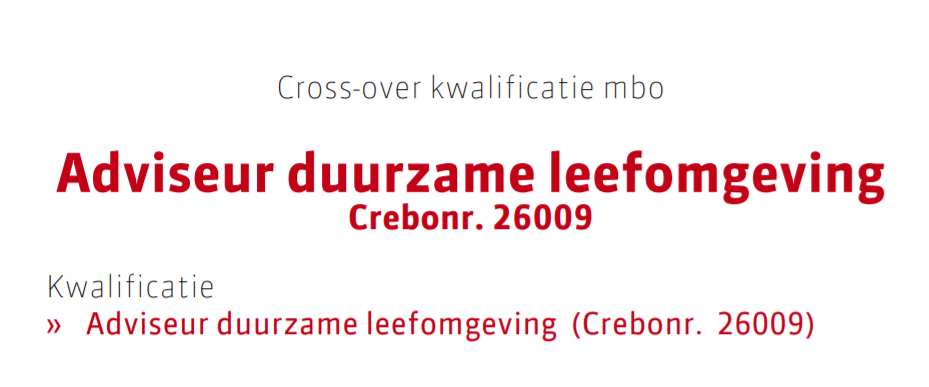 Cross-over kwalificatie mbo
Adviseur duurzame leefomgeving
Crebonr. 26009
Kwalificatie
» Adviseur duurzame leefomgeving (Crebonr. 26009)